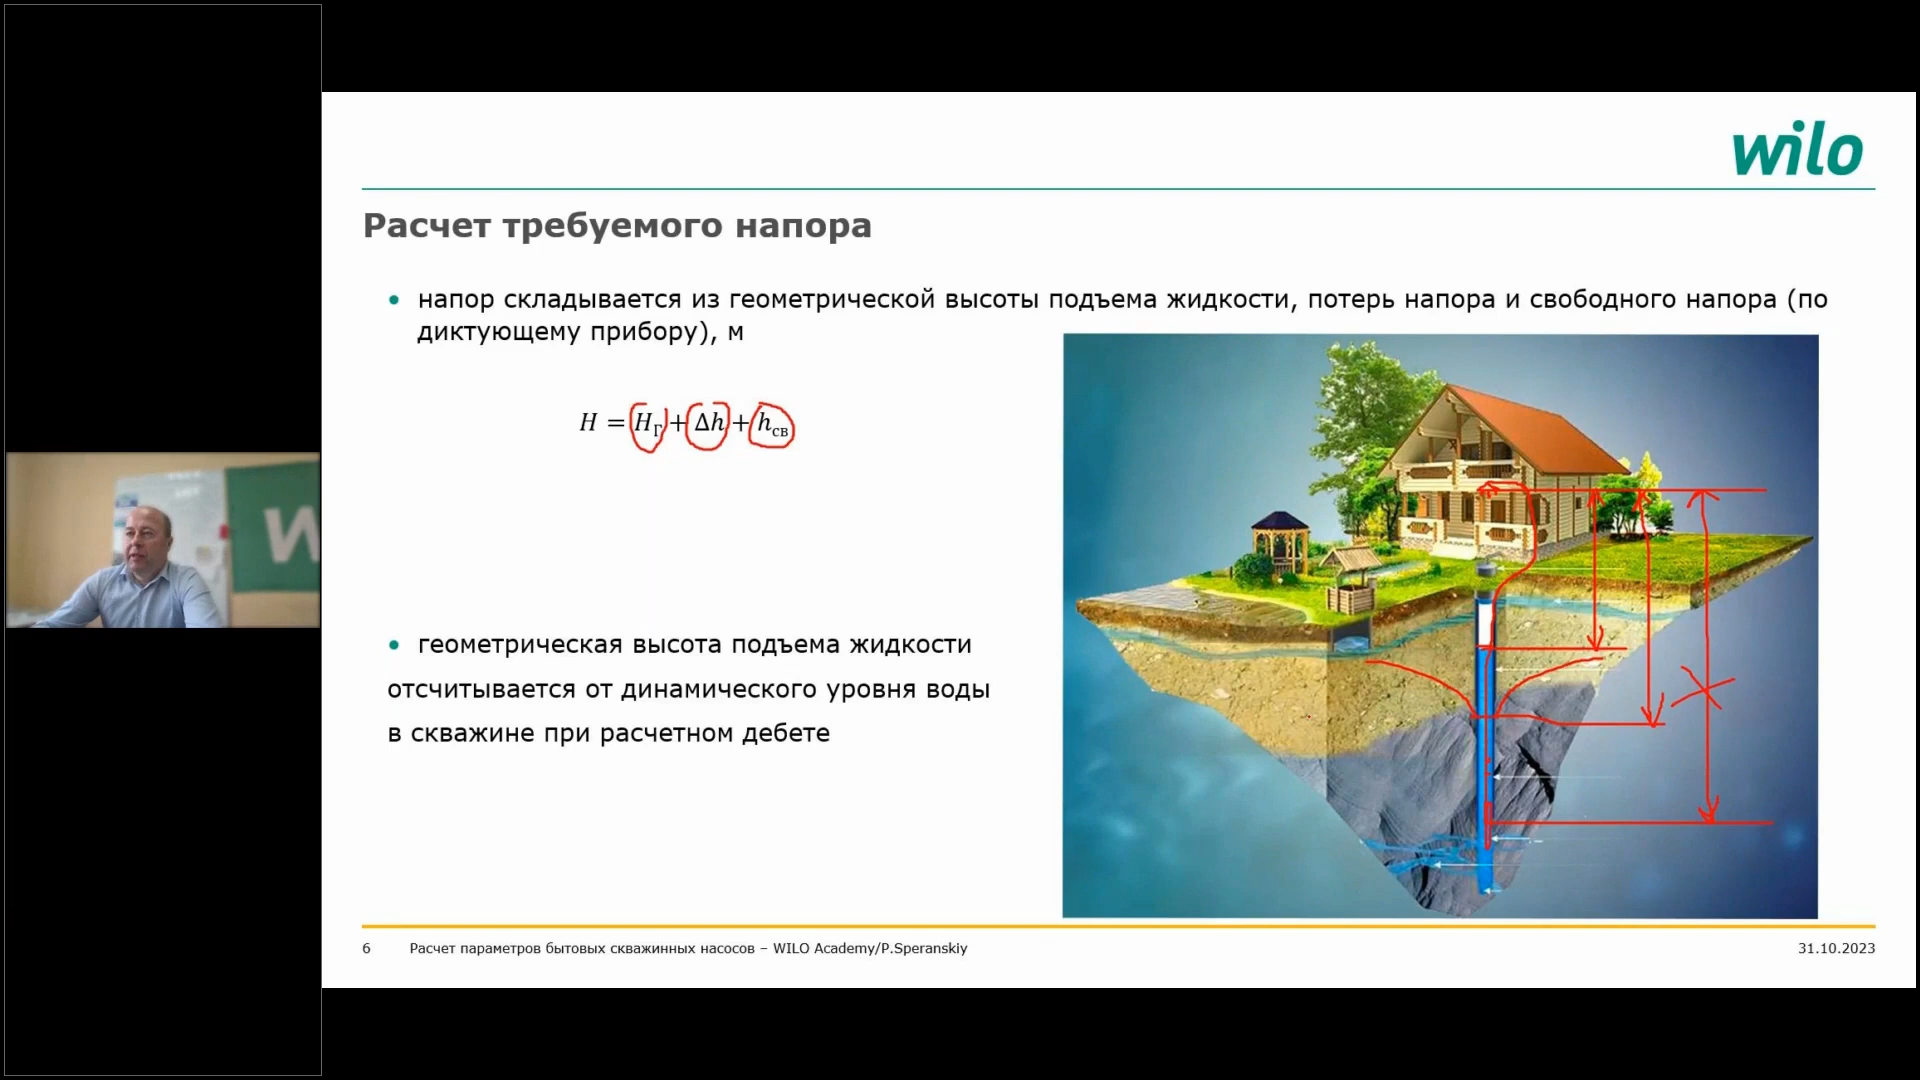 wilo
Расчет требуемого напора
• напор складывается из геометрической высоты подъема жидкости, потерь напора и свободного напора (по
диктующему прибору), м
H = H_Г + Δh + h_св
• геометрическая высота подъема жидкости
отсчитывается от динамического уровня воды
в скважине при расчетном дебете
6 Расчет параметров бытовых скважинных насосов – WILO Academy/P.Speranskiy 31.10.2023